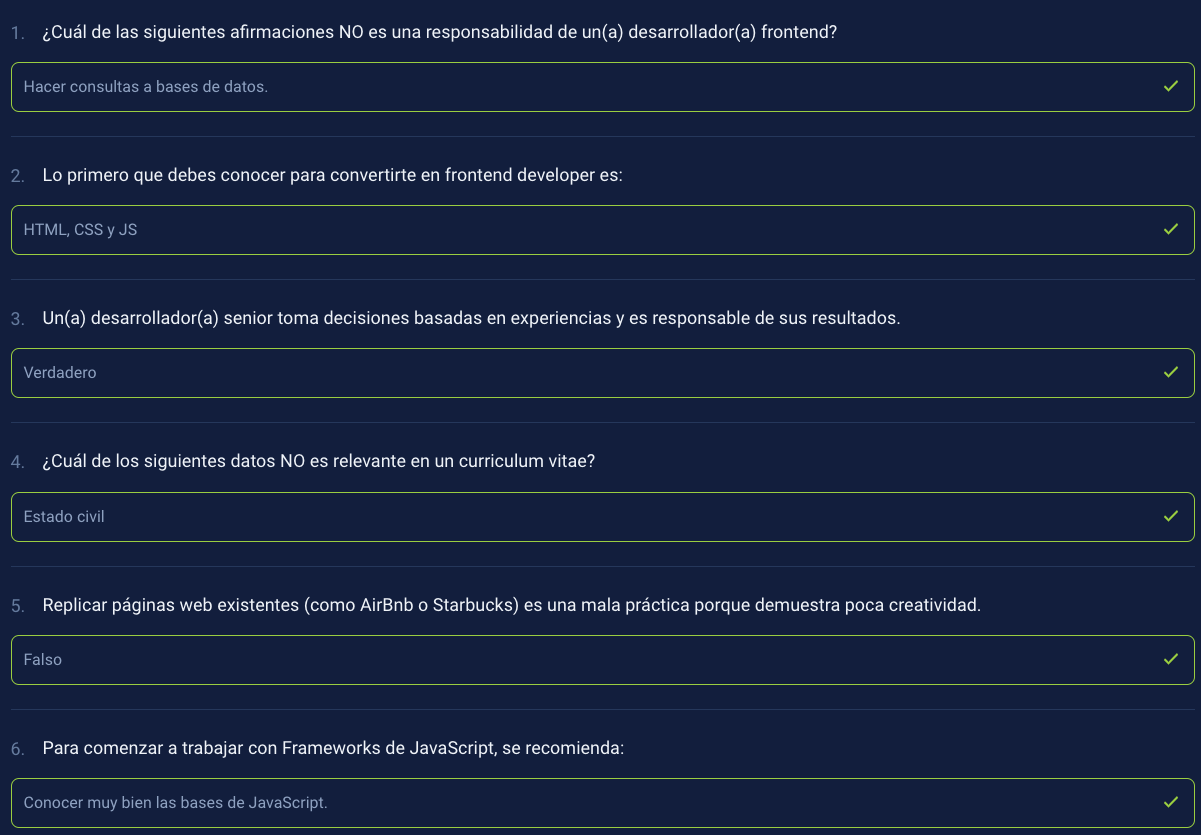 1. ¿Cuál de las siguientes afirmaciones NO es una responsabilidad de un(a) desarrollador(a) frontend?
Hacer consultas a bases de datos.
2. Lo primero que debes conocer para convertirte en frontend developer es:
HTML, CSS y JS
3. Un(a) desarrollador(a) senior toma decisiones basadas en experiencias y es responsable de sus resultados.
Verdadero
4. ¿Cuál de los siguientes datos NO es relevante en un curriculum vitae?
Estado civil
5. Replicar páginas web existentes (como AirBnb o Starbucks) es una mala práctica porque demuestra poca creatividad.
Falso
6. Para comenzar a trabajar con Frameworks de JavaScript, se recomienda:
Conocer muy bien las bases de JavaScript.